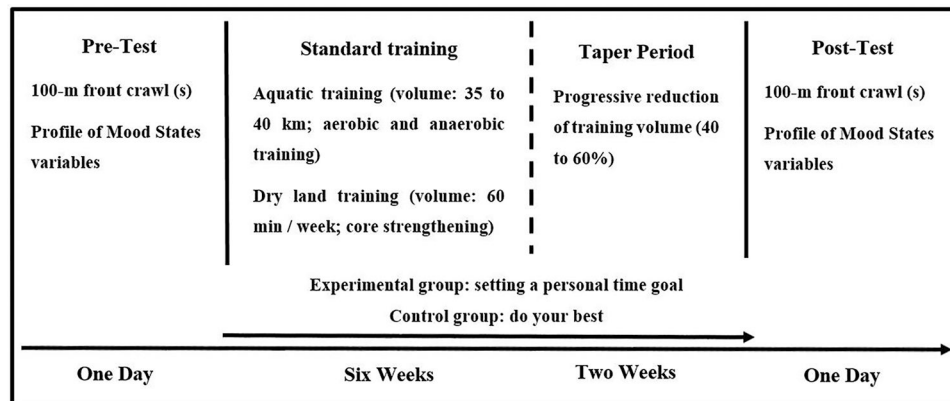 Pre-Test
100-m front crawl (s)
Profile of Mood States
variables
Standard training
Aquatic training (volume: 35 to
40 km; aerobic and anaerobic
training)
Dry land training (volume: 60
min / week; core strengthening)
Taper Period
Progressive reduction
of training volume (40
to 60%)
Post-Test
100-m front crawl (s)
Profile of Mood States
variables
Experimental group: setting a personal time goal
Control group: do your best
One Day
Six Weeks
Two Weeks
One Day